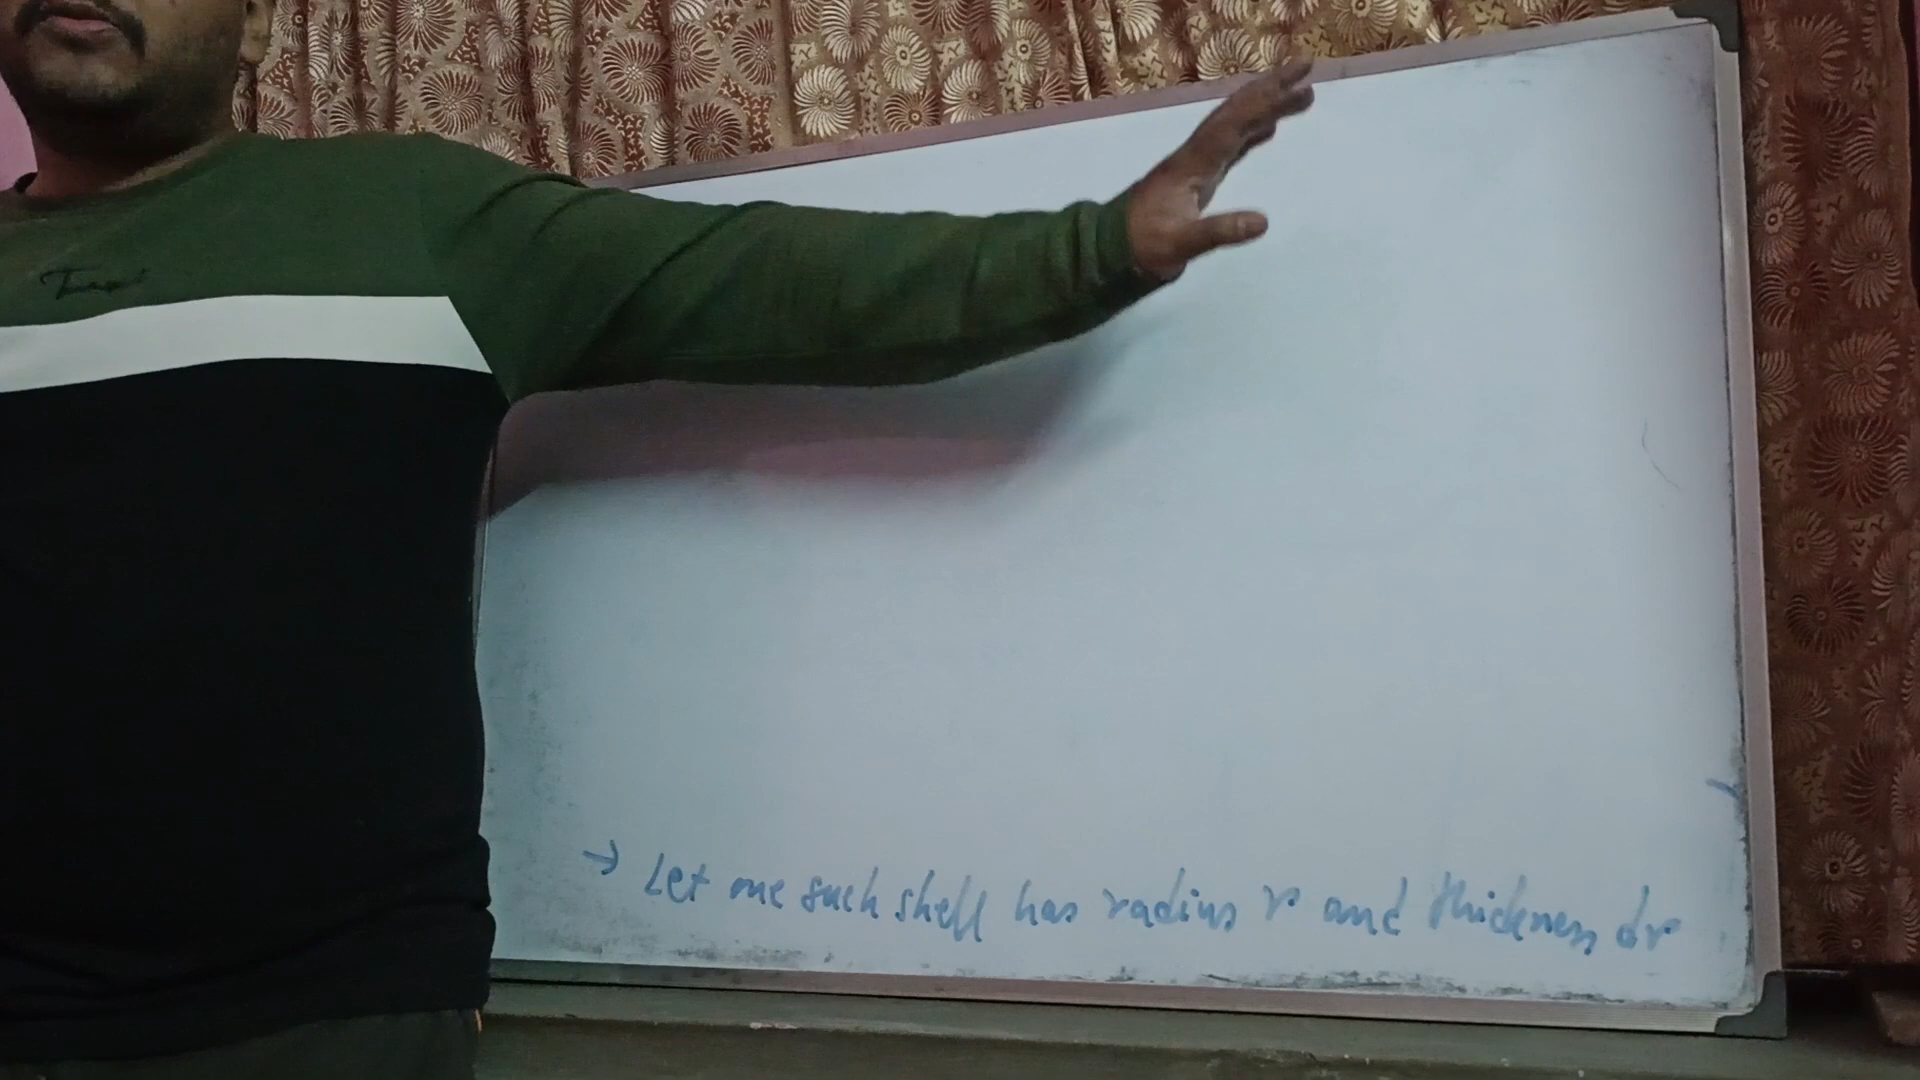 → Let one such shell has radius r and thickness dr